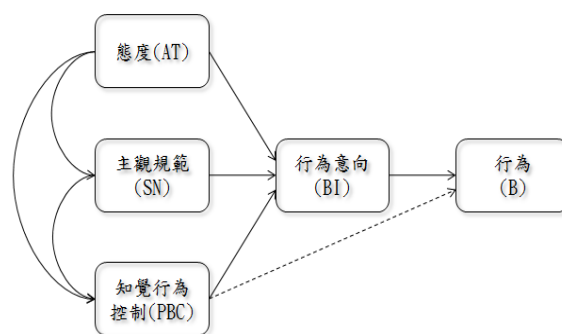 態度(AT)
主觀規範
(SN)
行為意向
(BI)
行為
(B)
知覺行為
控制(PBC)